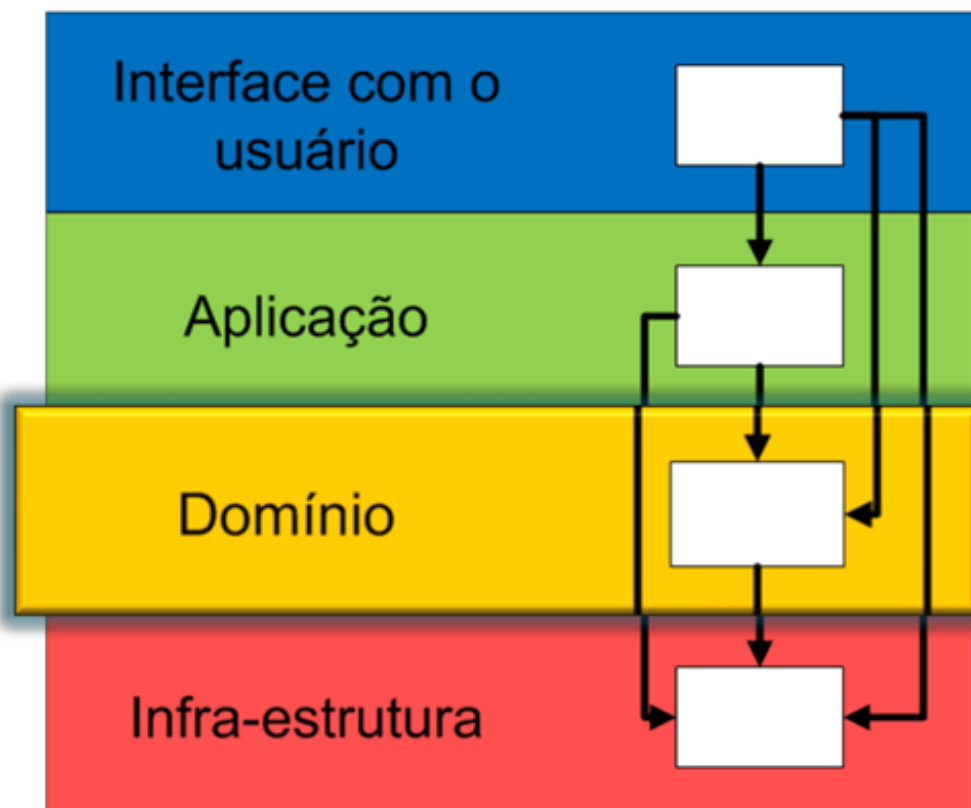 Interface com o
usuário
Aplicação
Domínio
Infra-estrutura